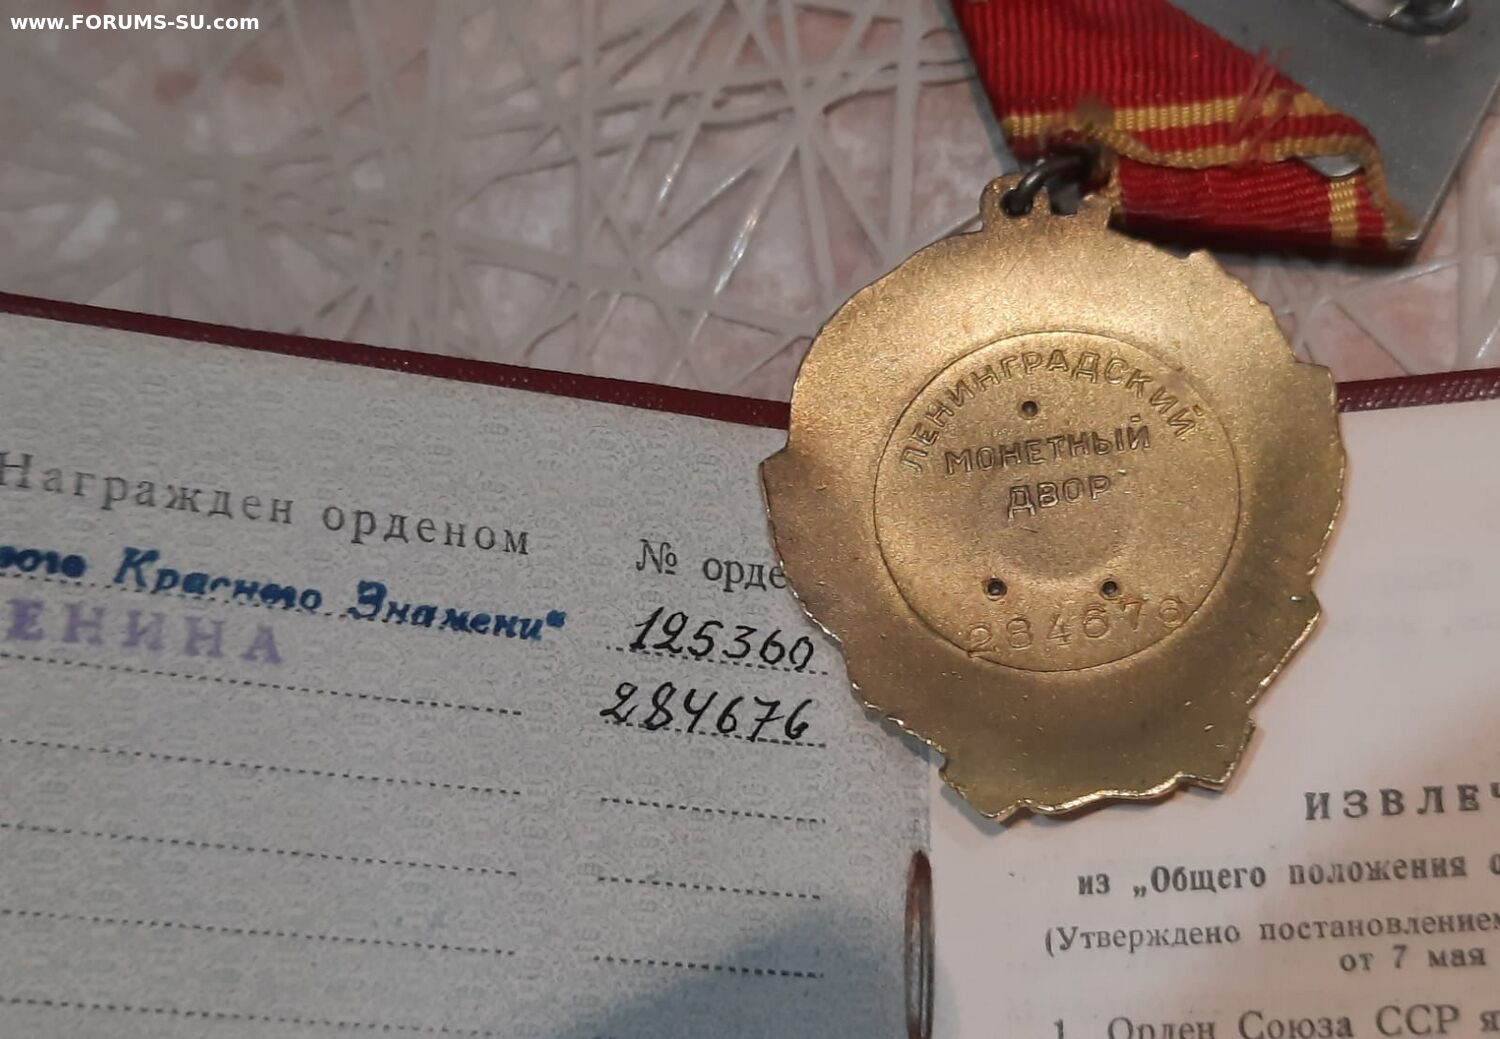 www.FORUMS-SU.com
ЛЕНИНГРАДСКИЙ
МОНЕТНЫЙ
ДВОР
284676
Награжден орденом
№ орде
вого Красного Знамени"
125360
ЕНИНА
284676
ИЗВЛЕЧ
из „Общего положения о
(Утверждено постановлением
от 7 мая
1. Орден Союза ССР я